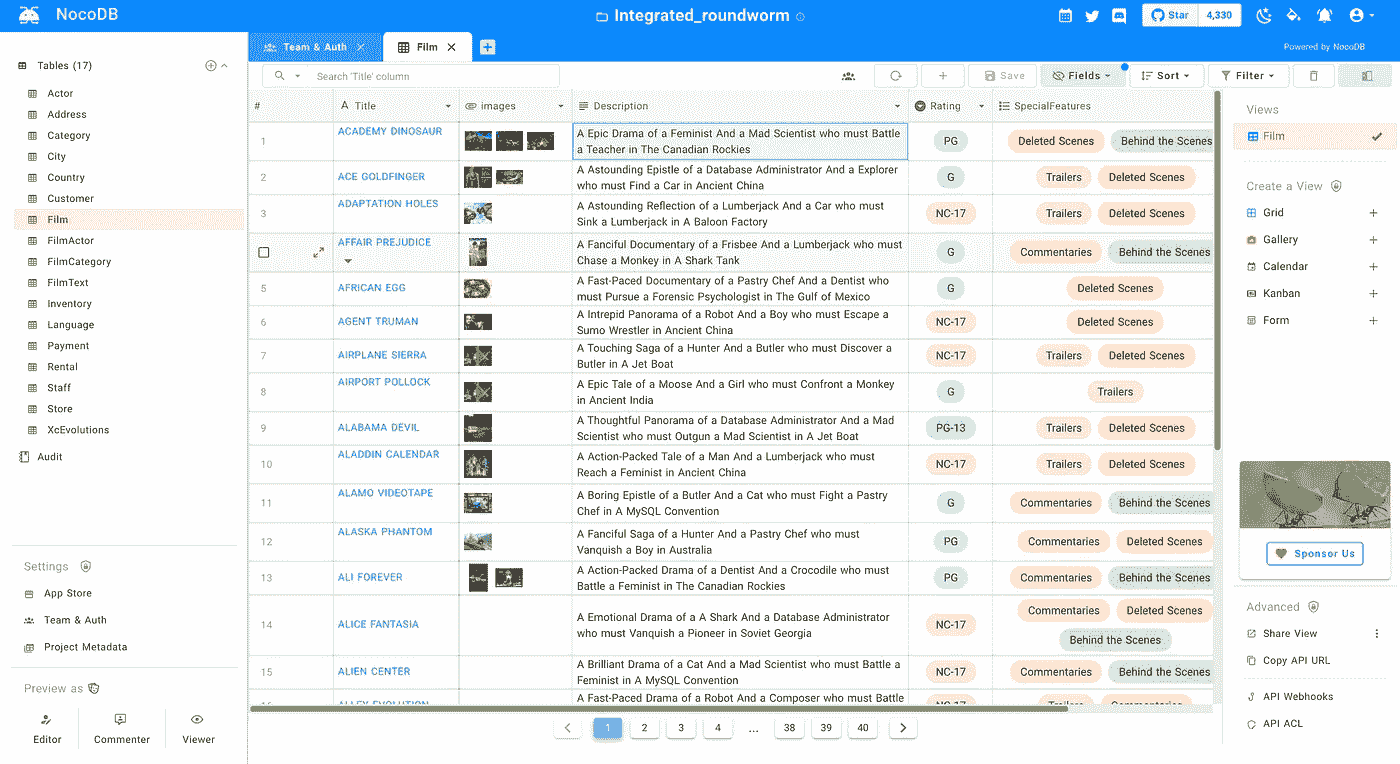 NocoDB
Integrated_roundworm
Star 4,330
Team & Auth
Film
Powered by NocoDB
Tables (17)
Actor
Address
Category
City
Country
Customer
Film
FilmActor
FilmCategory
FilmText
Inventory
Language
Payment
Rental
Staff
Store
XcEvolutions
Audit
Settings
App Store
Team & Auth
Project Metadata
Preview as
Editor Commenter Viewer
Search 'Title' column
Save Fields Sort Filter
# Title images Description Rating SpecialFeatures
1 ACADEMY DINOSAUR A Epic Drama of a Feminist And a Mad Scientist who must Battle PG Deleted Scenes Behind the Scenes
a Teacher in The Canadian Rockies
2 ACE GOLDFINGER A Astounding Epistle of a Database Administrator And a Explorer G Trailers Deleted Scenes
who must Find a Car in Ancient China
3 ADAPTATION HOLES A Astounding Reflection of a Lumberjack And a Car who must NC-17 Trailers Deleted Scenes
Sink a Lumberjack in A Baloon Factory
AFFAIR PREJUDICE A Fanciful Documentary of a Frisbee And a Lumberjack who must G Commentaries Behind the Scenes
Chase a Monkey in A Shark Tank
5 AFRICAN EGG A Fast-Paced Documentary of a Pastry Chef And a Dentist who G Deleted Scenes
must Pursue a Forensic Psychologist in The Gulf of Mexico
6 AGENT TRUMAN A Intrepid Panorama of a Robot And a Boy who must Escape a NC-17 Deleted Scenes
Sumo Wrestler in Ancient China
7 AIRPLANE SIERRA A Touching Saga of a Hunter And a Butler who must Discover a NC-17 Trailers Deleted Scenes
Butler in A Jet Boat
8 AIRPORT POLLOCK A Epic Tale of a Moose And a Girl who must Confront a Monkey G Trailers
in Ancient India
9 ALABAMA DEVIL A Thoughtful Panorama of a Database Administrator And a Mad PG-13 Trailers Deleted Scenes
Scientist who must Outgun a Mad Scientist in A Jet Boat
10 ALADDIN CALENDAR A Action-Packed Tale of a Man And a Lumberjack who must NC-17 Trailers Deleted Scenes
Reach a Feminist in Ancient China
11 ALAMO VIDEOTAPE A Boring Epistle of a Butler And a Cat who must Fight a Pastry G Commentaries Behind the Scenes
Chef in A MySQL Convention
12 ALASKA PHANTOM A Fanciful Saga of a Hunter And a Pastry Chef who must PG Commentaries Deleted Scenes
Vanquish a Boy in Australia
13 ALI FOREVER A Action-Packed Drama of a Dentist And a Crocodile who must PG Commentaries Behind the Scenes
Battle a Feminist in The Canadian Rockies
14 ALICE FANTASIA A Emotional Drama of a A Shark And a Database Administrator NC-17 Commentaries Deleted Scenes
who must Vanquish a Pioneer in Soviet Georgia Behind the Scenes
15 ALIEN CENTER A Brilliant Drama of a Cat And a Mad Scientist who must Battle a NC-17 Commentaries Behind the Scenes
Feminist in A MySQL Convention
16 ALLEY EVOLUTION A Fast-Paced Drama of a Robot And a Composer who must Battle NC-17 Trailers Commentaries
1 2 3 4 ... 38 39 40
Views
Film
Create a View
Grid
Gallery
Calendar
Kanban
Form
Sponsor Us
Advanced
Share View
Copy API URL
API Webhooks
API ACL